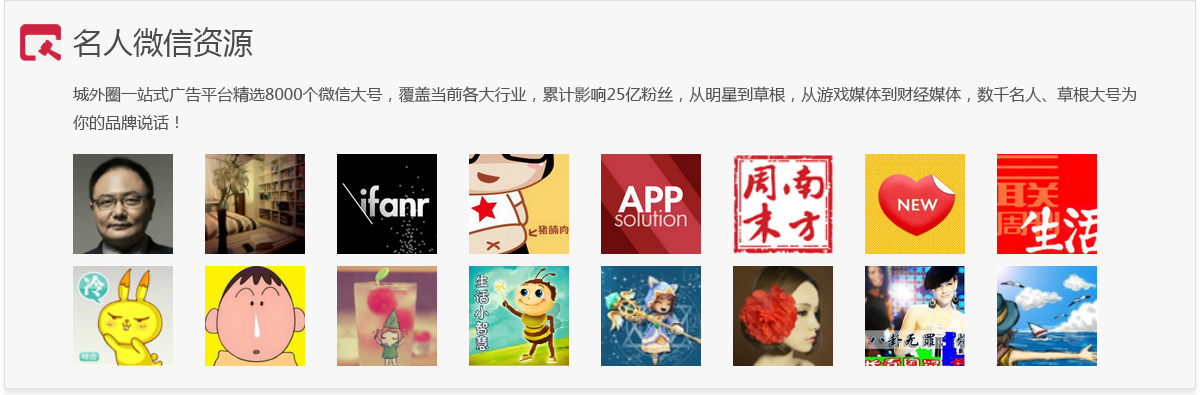 名人微信资源
城外圈一站式广告平台精选8000个微信大号，覆盖当前各大行业，累计影响25亿粉丝，从明星到草根，从游戏媒体到财经媒体，数千名人、草根大号为
你的品牌说话！
ifanr
猪腩肉
APP
solution
南方
周末
NEW
联
生活
周
冷
精选
生活小智慧
八卦无罪